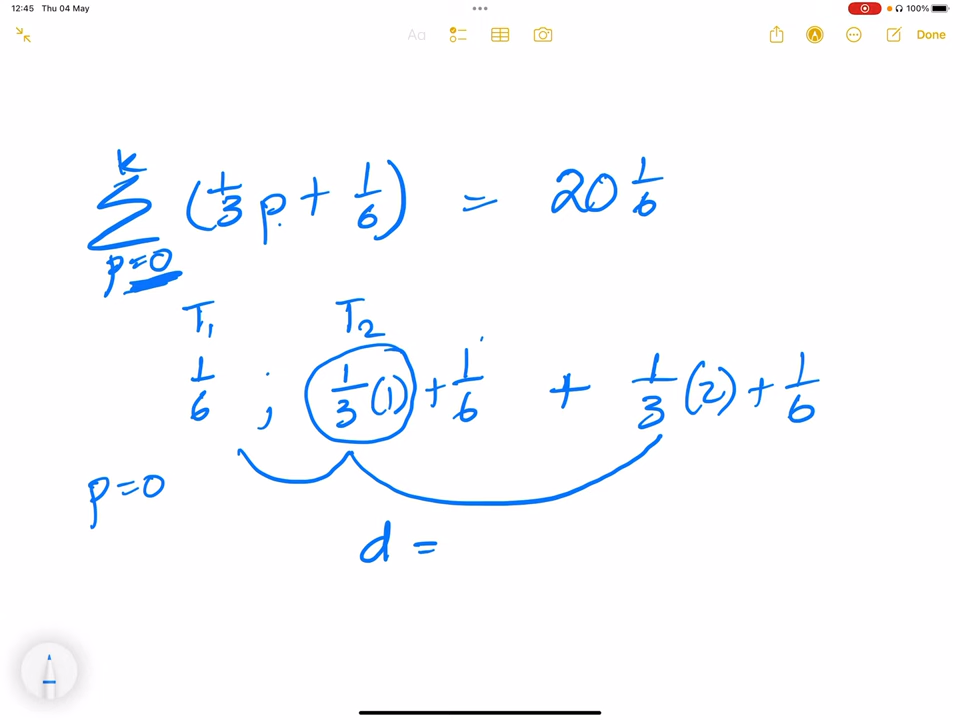 12:45 Thu 04 May 100%
Aa Done
k
∑ (1/3 p + 1/6) = 20 1/6
p=0
T₁ T₂
1/6 ; 1/3 (1) + 1/6 + 1/3 (2) + 1/6
p=0
d =